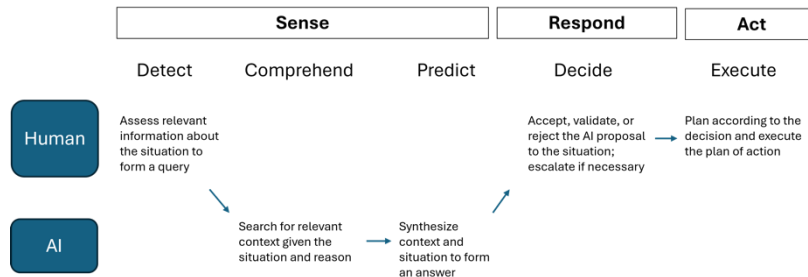 Sense
Respond
Act
Detect
Comprehend
Predict
Decide
Execute
Human
Assess relevant
information about
the situation to
form a query
Accept, validate, or
reject the AI proposal
to the situation;
escalate if necessary
Plan according to the
decision and execute
the plan of action
AI
Search for relevant
context given the
situation and reason
Synthesize
context and
situation to form
an answer